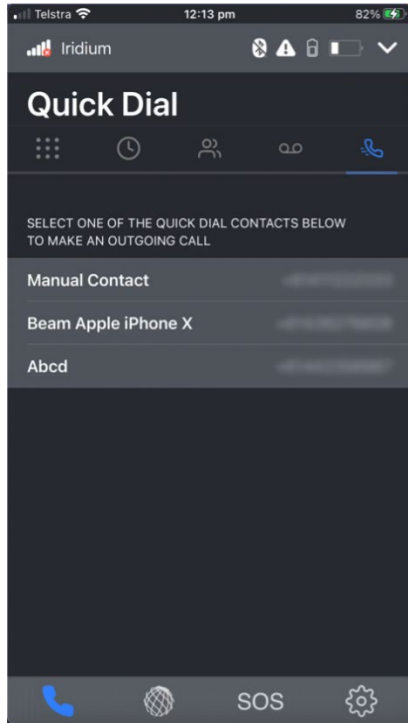 Telstra 12:13 pm 82%
Iridium
Quick Dial
SELECT ONE OF THE QUICK DIAL CONTACTS BELOW
TO MAKE AN OUTGOING CALL
Manual Contact
Beam Apple iPhone X
Abcd
SOS